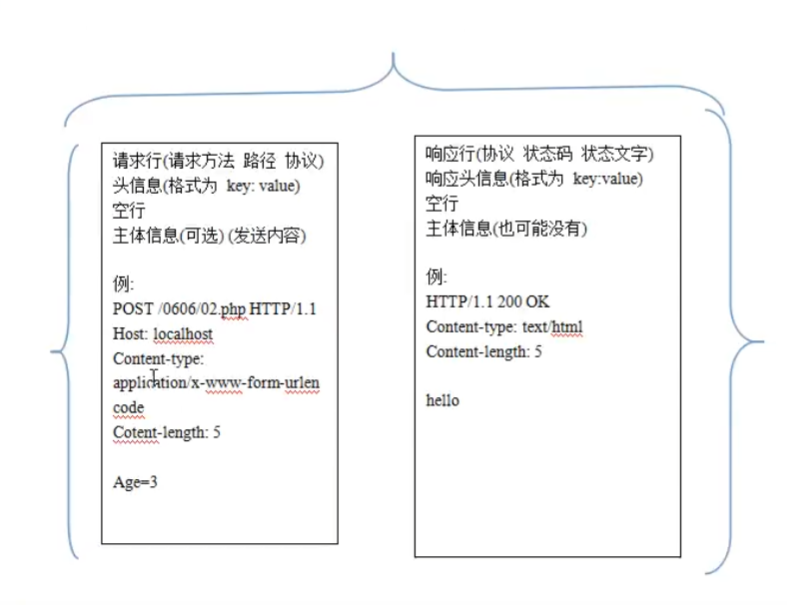 请求行(请求方法 路径 协议)
头信息(格式为 key: value)
空行
主体信息(可选) (发送内容)
例:
POST /0606/02.php HTTP/1.1
Host: localhost
Content-type:
application/x-www-form-urlen
code
Cotent-length: 5
Age=3
响应行(协议 状态码 状态文字)
响应头信息(格式为 key:value)
空行
主体信息(也可能没有)
例:
HTTP/1.1 200 OK
Content-type: text/html
Content-length: 5
hello